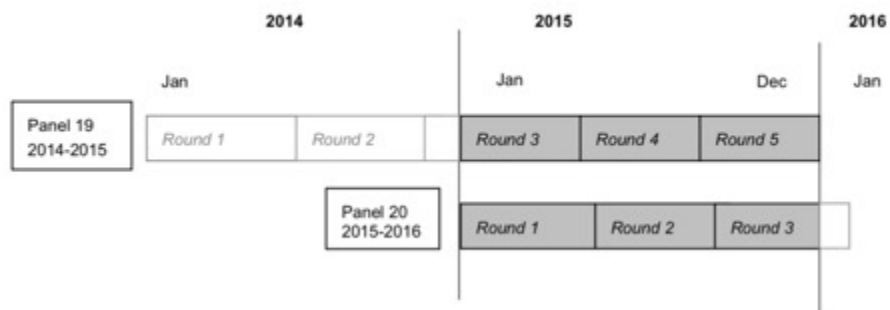 2014 2015 2016
Jan Jan Dec Jan
Panel 19
2014-2015
Round 1 Round 2 Round 3 Round 4 Round 5
Panel 20
2015-2016
Round 1 Round 2 Round 3